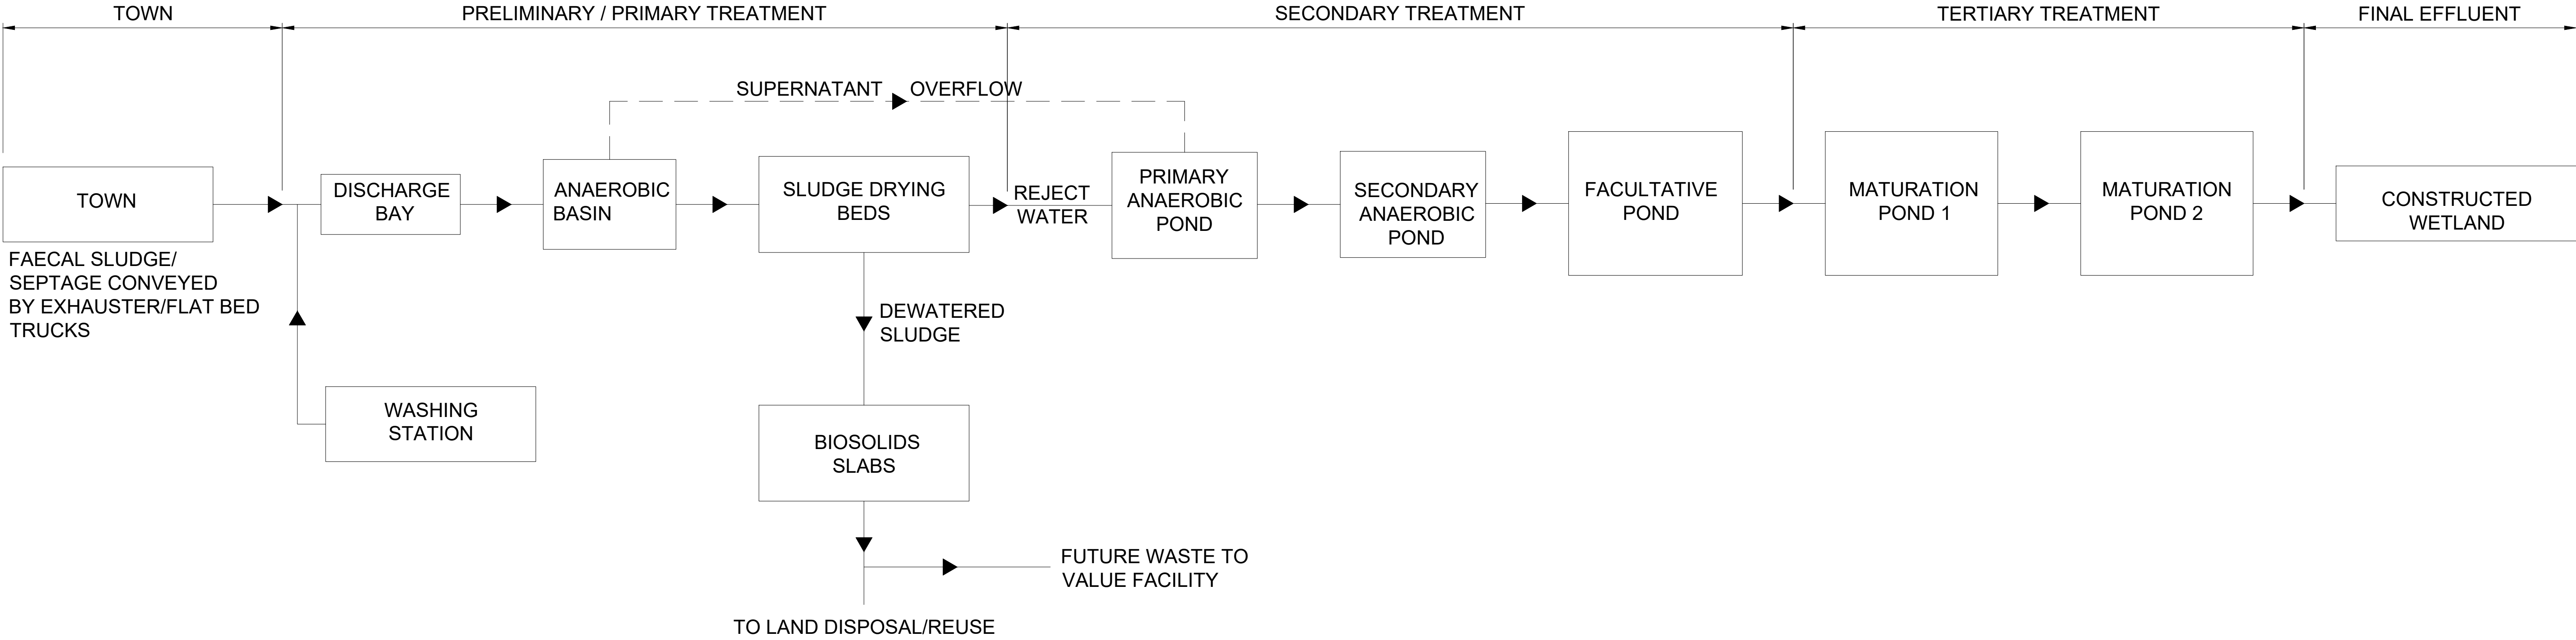 TOWN
PRELIMINARY / PRIMARY TREATMENT
SECONDARY TREATMENT
TERTIARY TREATMENT
FINAL EFFLUENT
SUPERNATANT
OVERFLOW
TOWN
DISCHARGE
BAY
ANAEROBIC
BASIN
SLUDGE DRYING
BEDS
REJECT
WATER
PRIMARY
ANAEROBIC
POND
SECONDARY
ANAEROBIC
POND
FACULTATIVE
POND
MATURATION
POND 1
MATURATION
POND 2
CONSTRUCTED
WETLAND
FAECAL SLUDGE/
SEPTAGE CONVEYED
BY EXHAUSTER/FLAT BED
TRUCKS
DEWATERED
SLUDGE
WASHING
STATION
BIOSOLIDS
SLABS
FUTURE WASTE TO
VALUE FACILITY
TO LAND DISPOSAL/REUSE